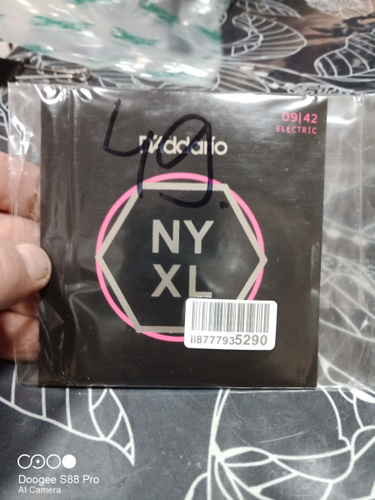 09|42
ELECTRIC
49.
D'Addario
NY
XL
II8777935290
Doogee S88 Pro
AI Camera